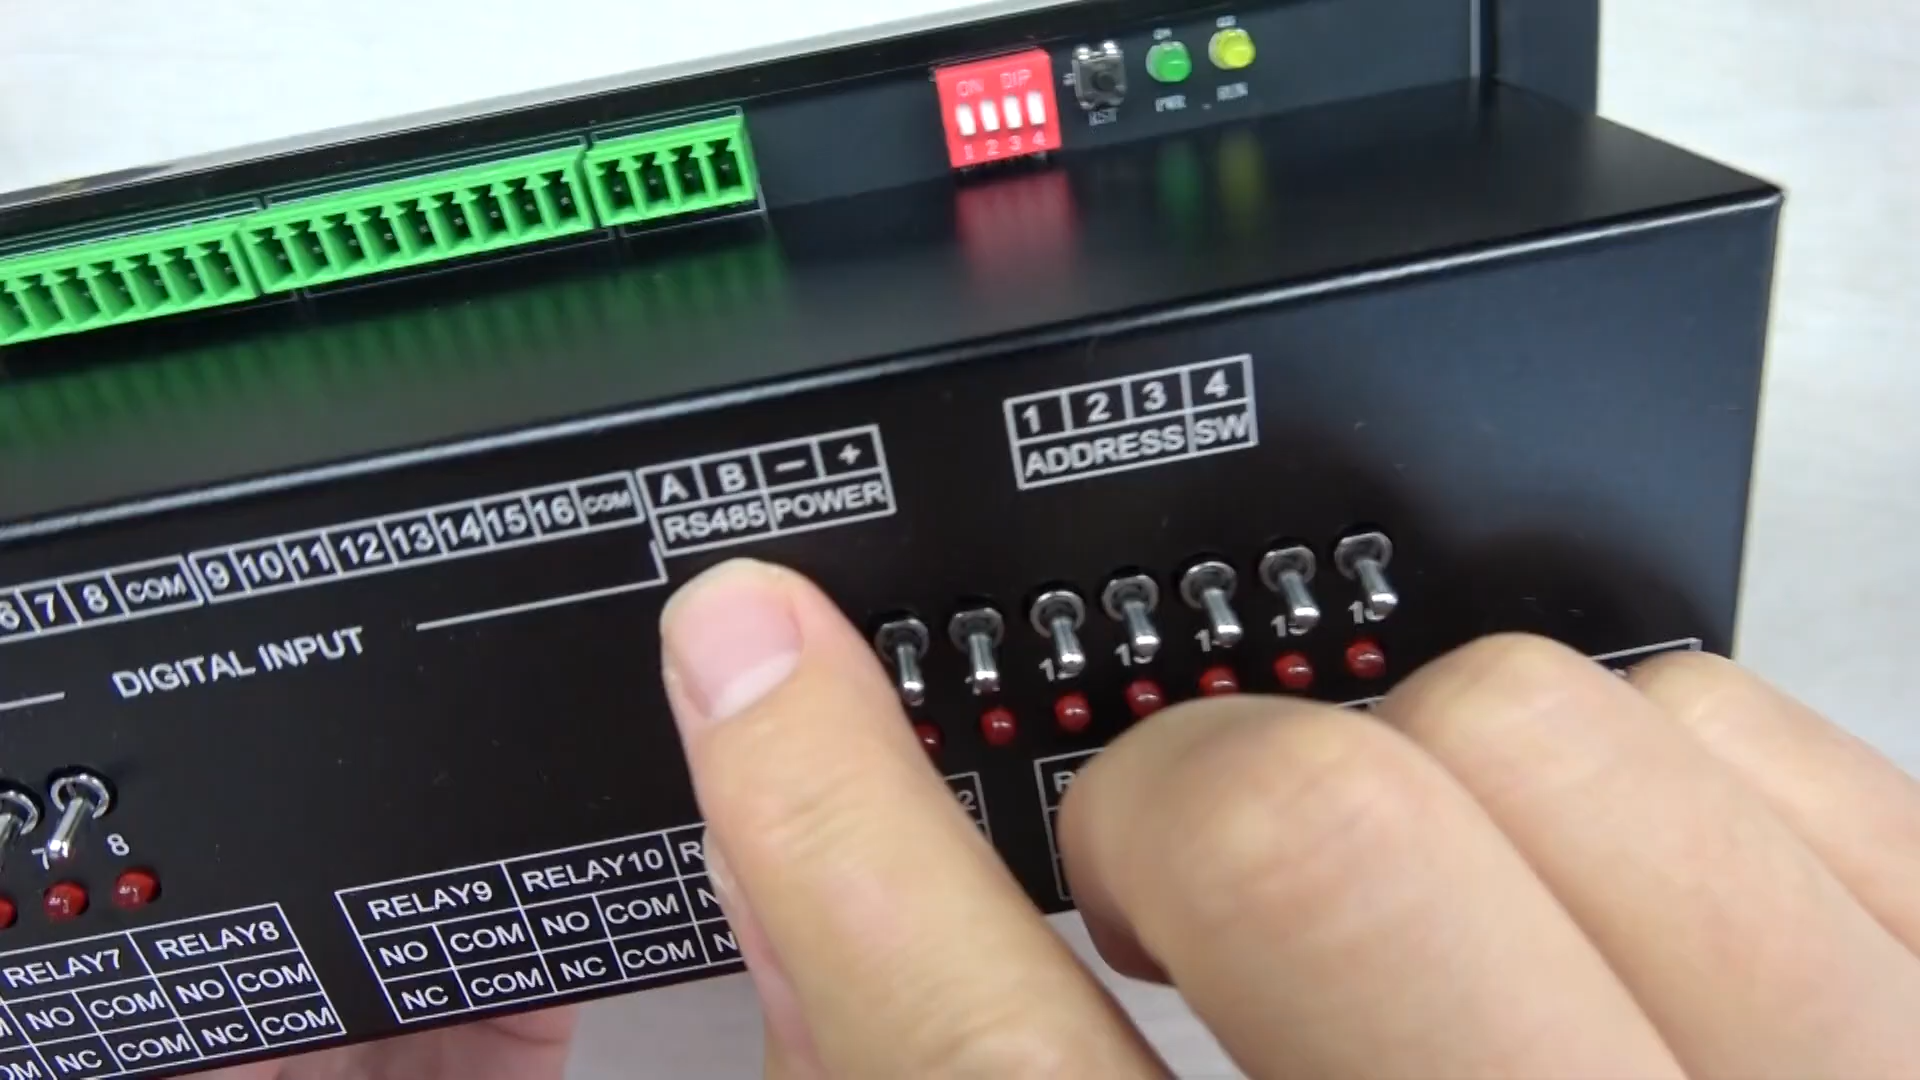 ON DIP
1 2 3 4
RST PWR RUN
1 2 3 4
ADDRESS SW
A B − +
RS485 POWER
6 7 8 COM 9 10 11 12 13 14 15 16 COM
DIGITAL INPUT
7 8
RELAY7 RELAY8
NO COM NO COM
NC COM NC COM
RELAY9 RELAY10
NO COM NO COM
NC COM NC COM